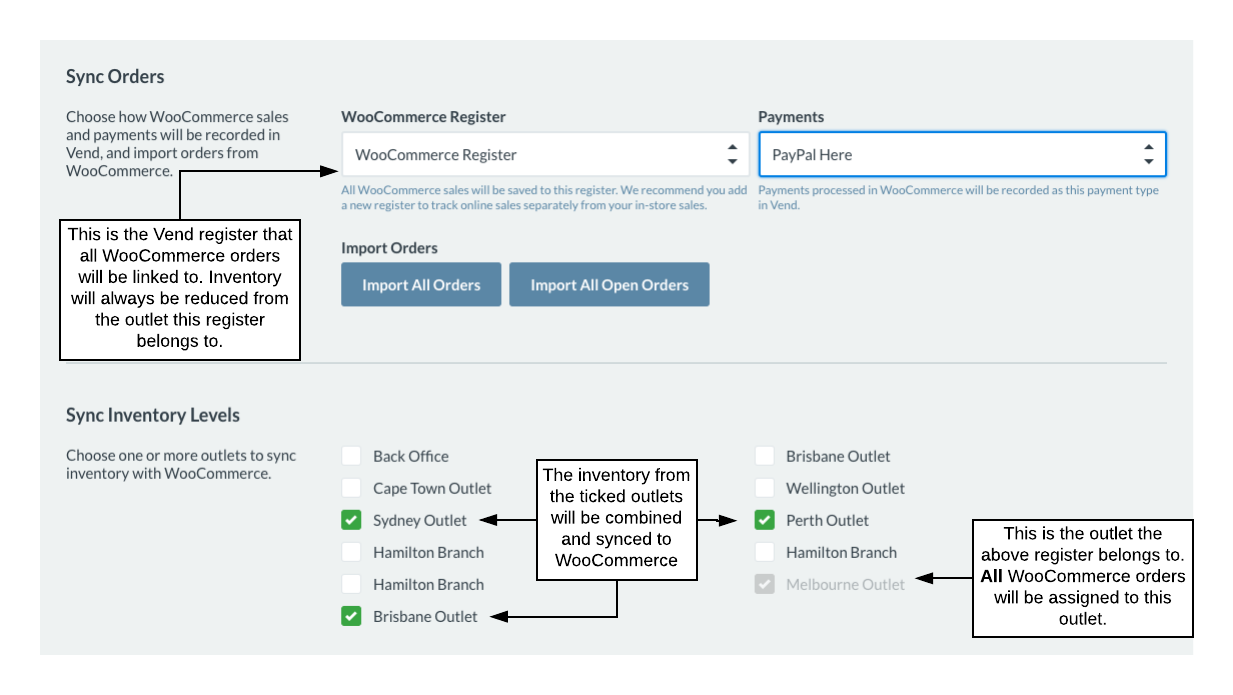 Sync Orders
Choose how WooCommerce sales
and payments will be recorded in
Vend, and import orders from
WooCommerce.
WooCommerce Register
WooCommerce Register
All WooCommerce sales will be saved to this register. We recommend you add
a new register to track online sales separately from your in-store sales.
Payments
PayPal Here
Payments processed in WooCommerce will be recorded as this payment type
in Vend.
This is the Vend register that
all WooCommerce orders
will be linked to. Inventory
will always be reduced from
the outlet this register
belongs to.
Import Orders
Import All Orders
Import All Open Orders
Sync Inventory Levels
Choose one or more outlets to sync
inventory with WooCommerce.
Back Office
Cape Town Outlet
Sydney Outlet
Hamilton Branch
Hamilton Branch
Brisbane Outlet
The inventory from
the ticked outlets
will be combined
and synced to
WooCommerce
Brisbane Outlet
Wellington Outlet
Perth Outlet
Hamilton Branch
Melbourne Outlet
This is the outlet the
above register belongs to.
All WooCommerce orders
will be assigned to this
outlet.